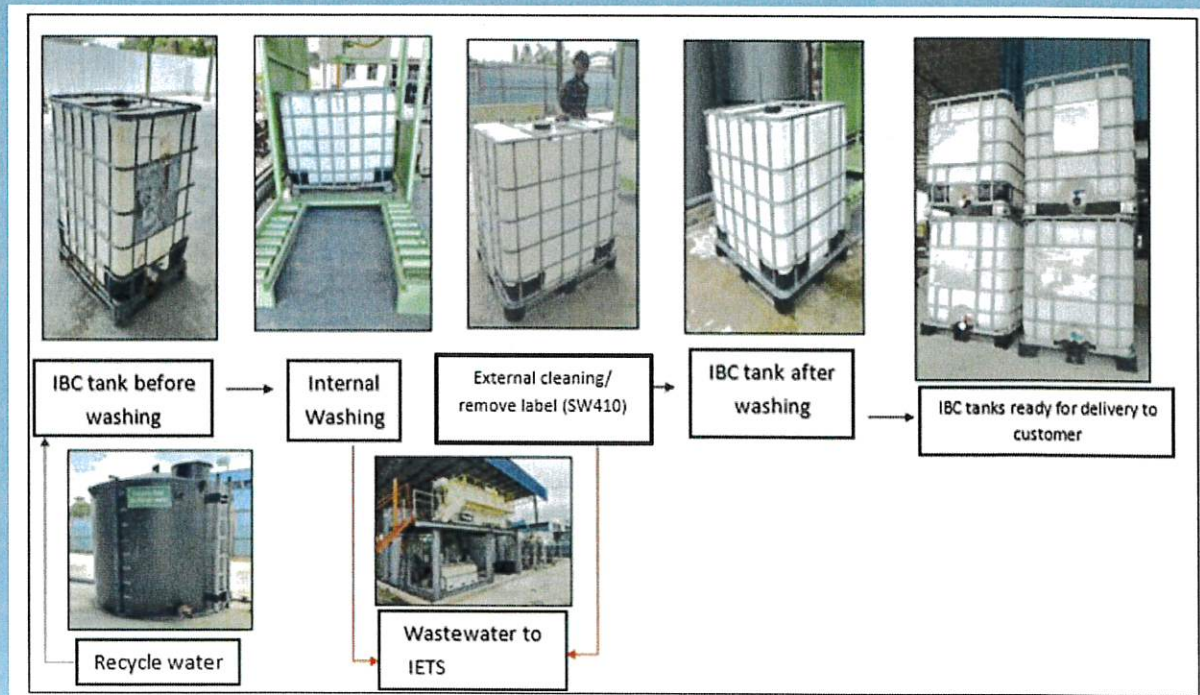 IBC tank before
washing
Internal
Washing
External cleaning/
remove label (SW410)
IBC tank after
washing
IBC tanks ready for delivery to
customer
Recycle water
Wastewater to
IETS